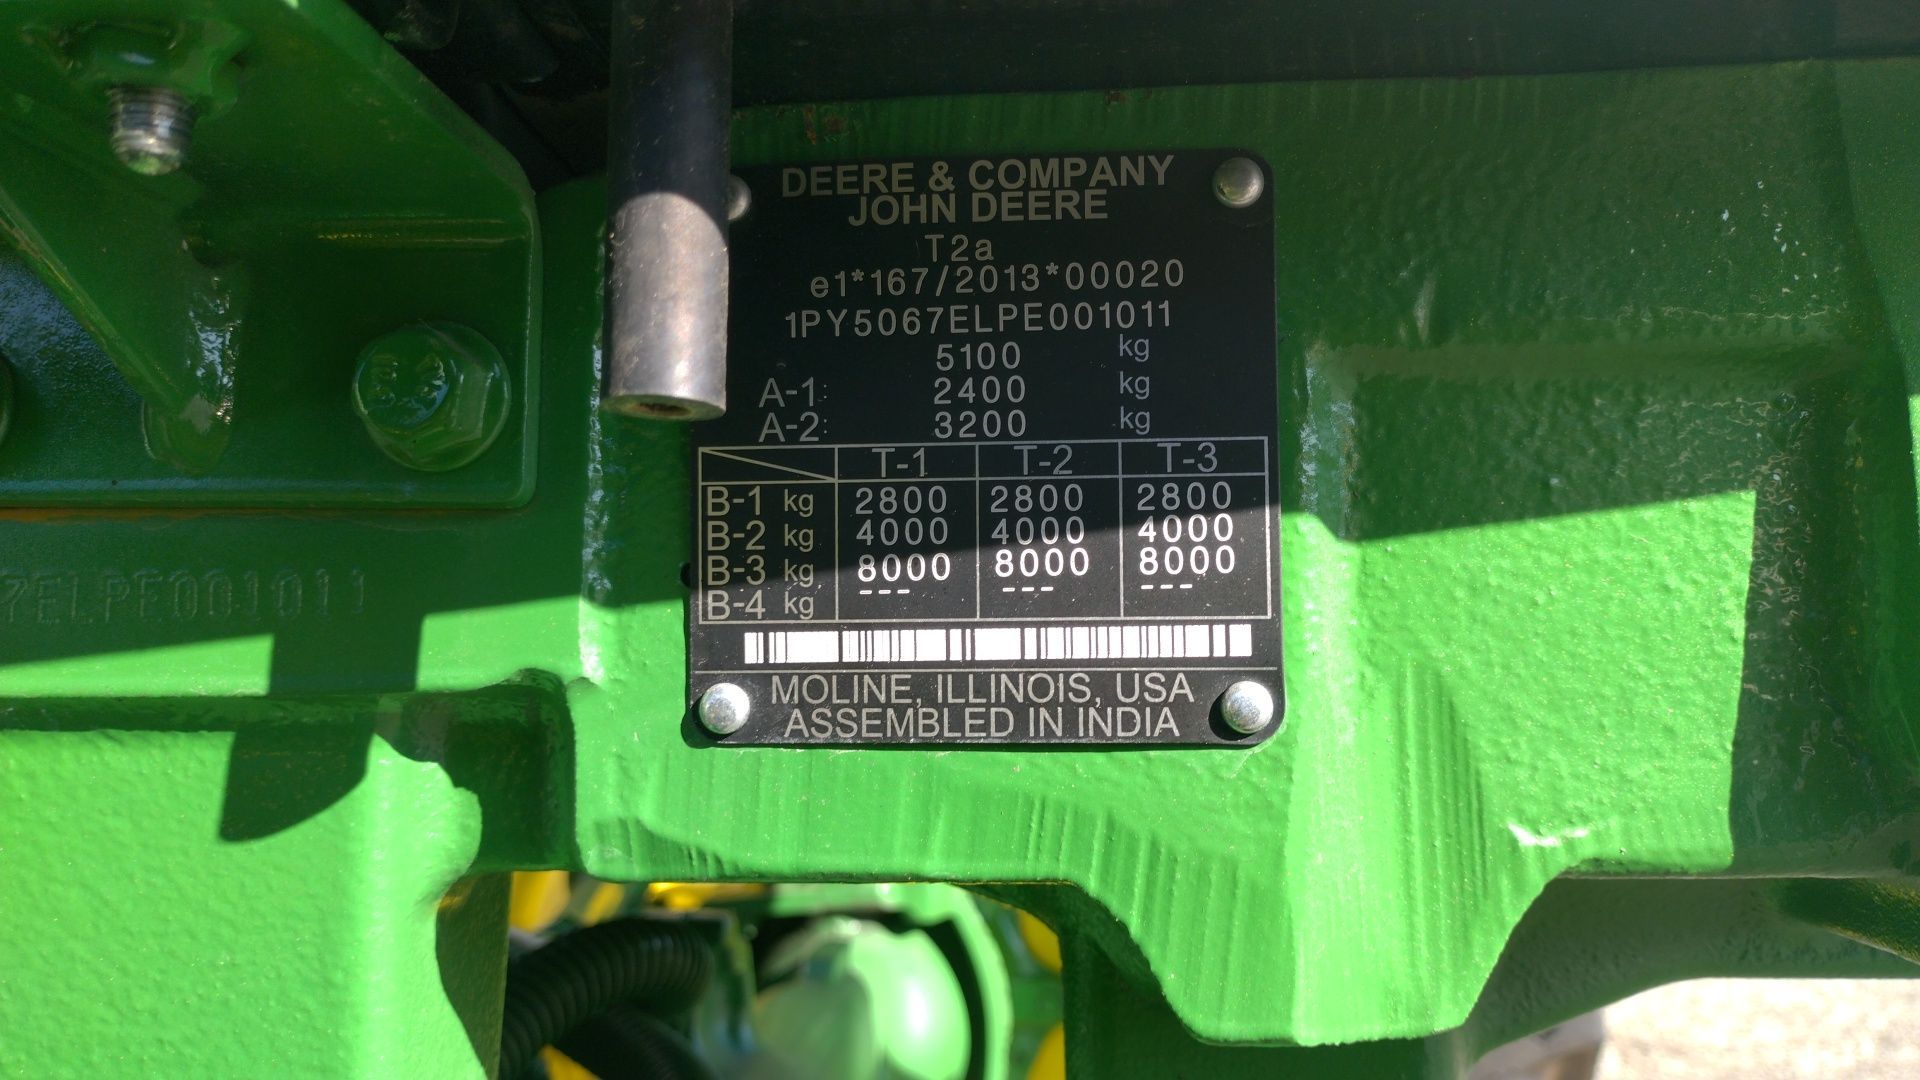 DEERE & COMPANY
JOHN DEERE
T2a
e1*167/2013*00020
1PY5067ELPE001011
5100 kg
A-1: 2400 kg
A-2: 3200 kg
T-1 T-2 T-3
B-1 kg 2800 2800 2800
B-2 kg 4000 4000 4000
B-3 kg 8000 8000 8000
B-4 kg --- --- ---
MOLINE, ILLINOIS, USA
ASSEMBLED IN INDIA
7ELPE001011